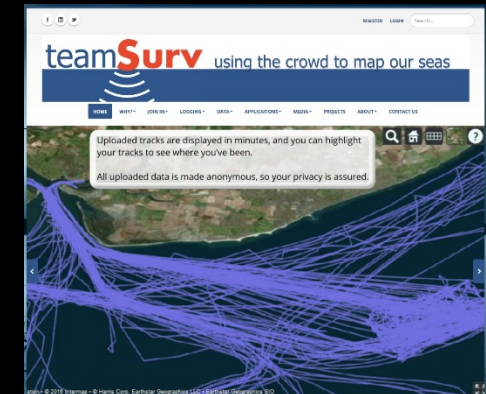 REGISTER LOGIN Search...
teamSurv using the crowd to map our seas
HOME WHY? JOIN IN LOGGING DATA APPLICATIONS MEDIA PROJECTS ABOUT CONTACT US
Uploaded tracks are displayed in minutes, and you can highlight
your tracks to see where you've been.
All uploaded data is made anonymous, so your privacy is assured.
© 2016 Intermap • © Harris Corp, Earthstar Geographics LLC • Earthstar Geographics SIO